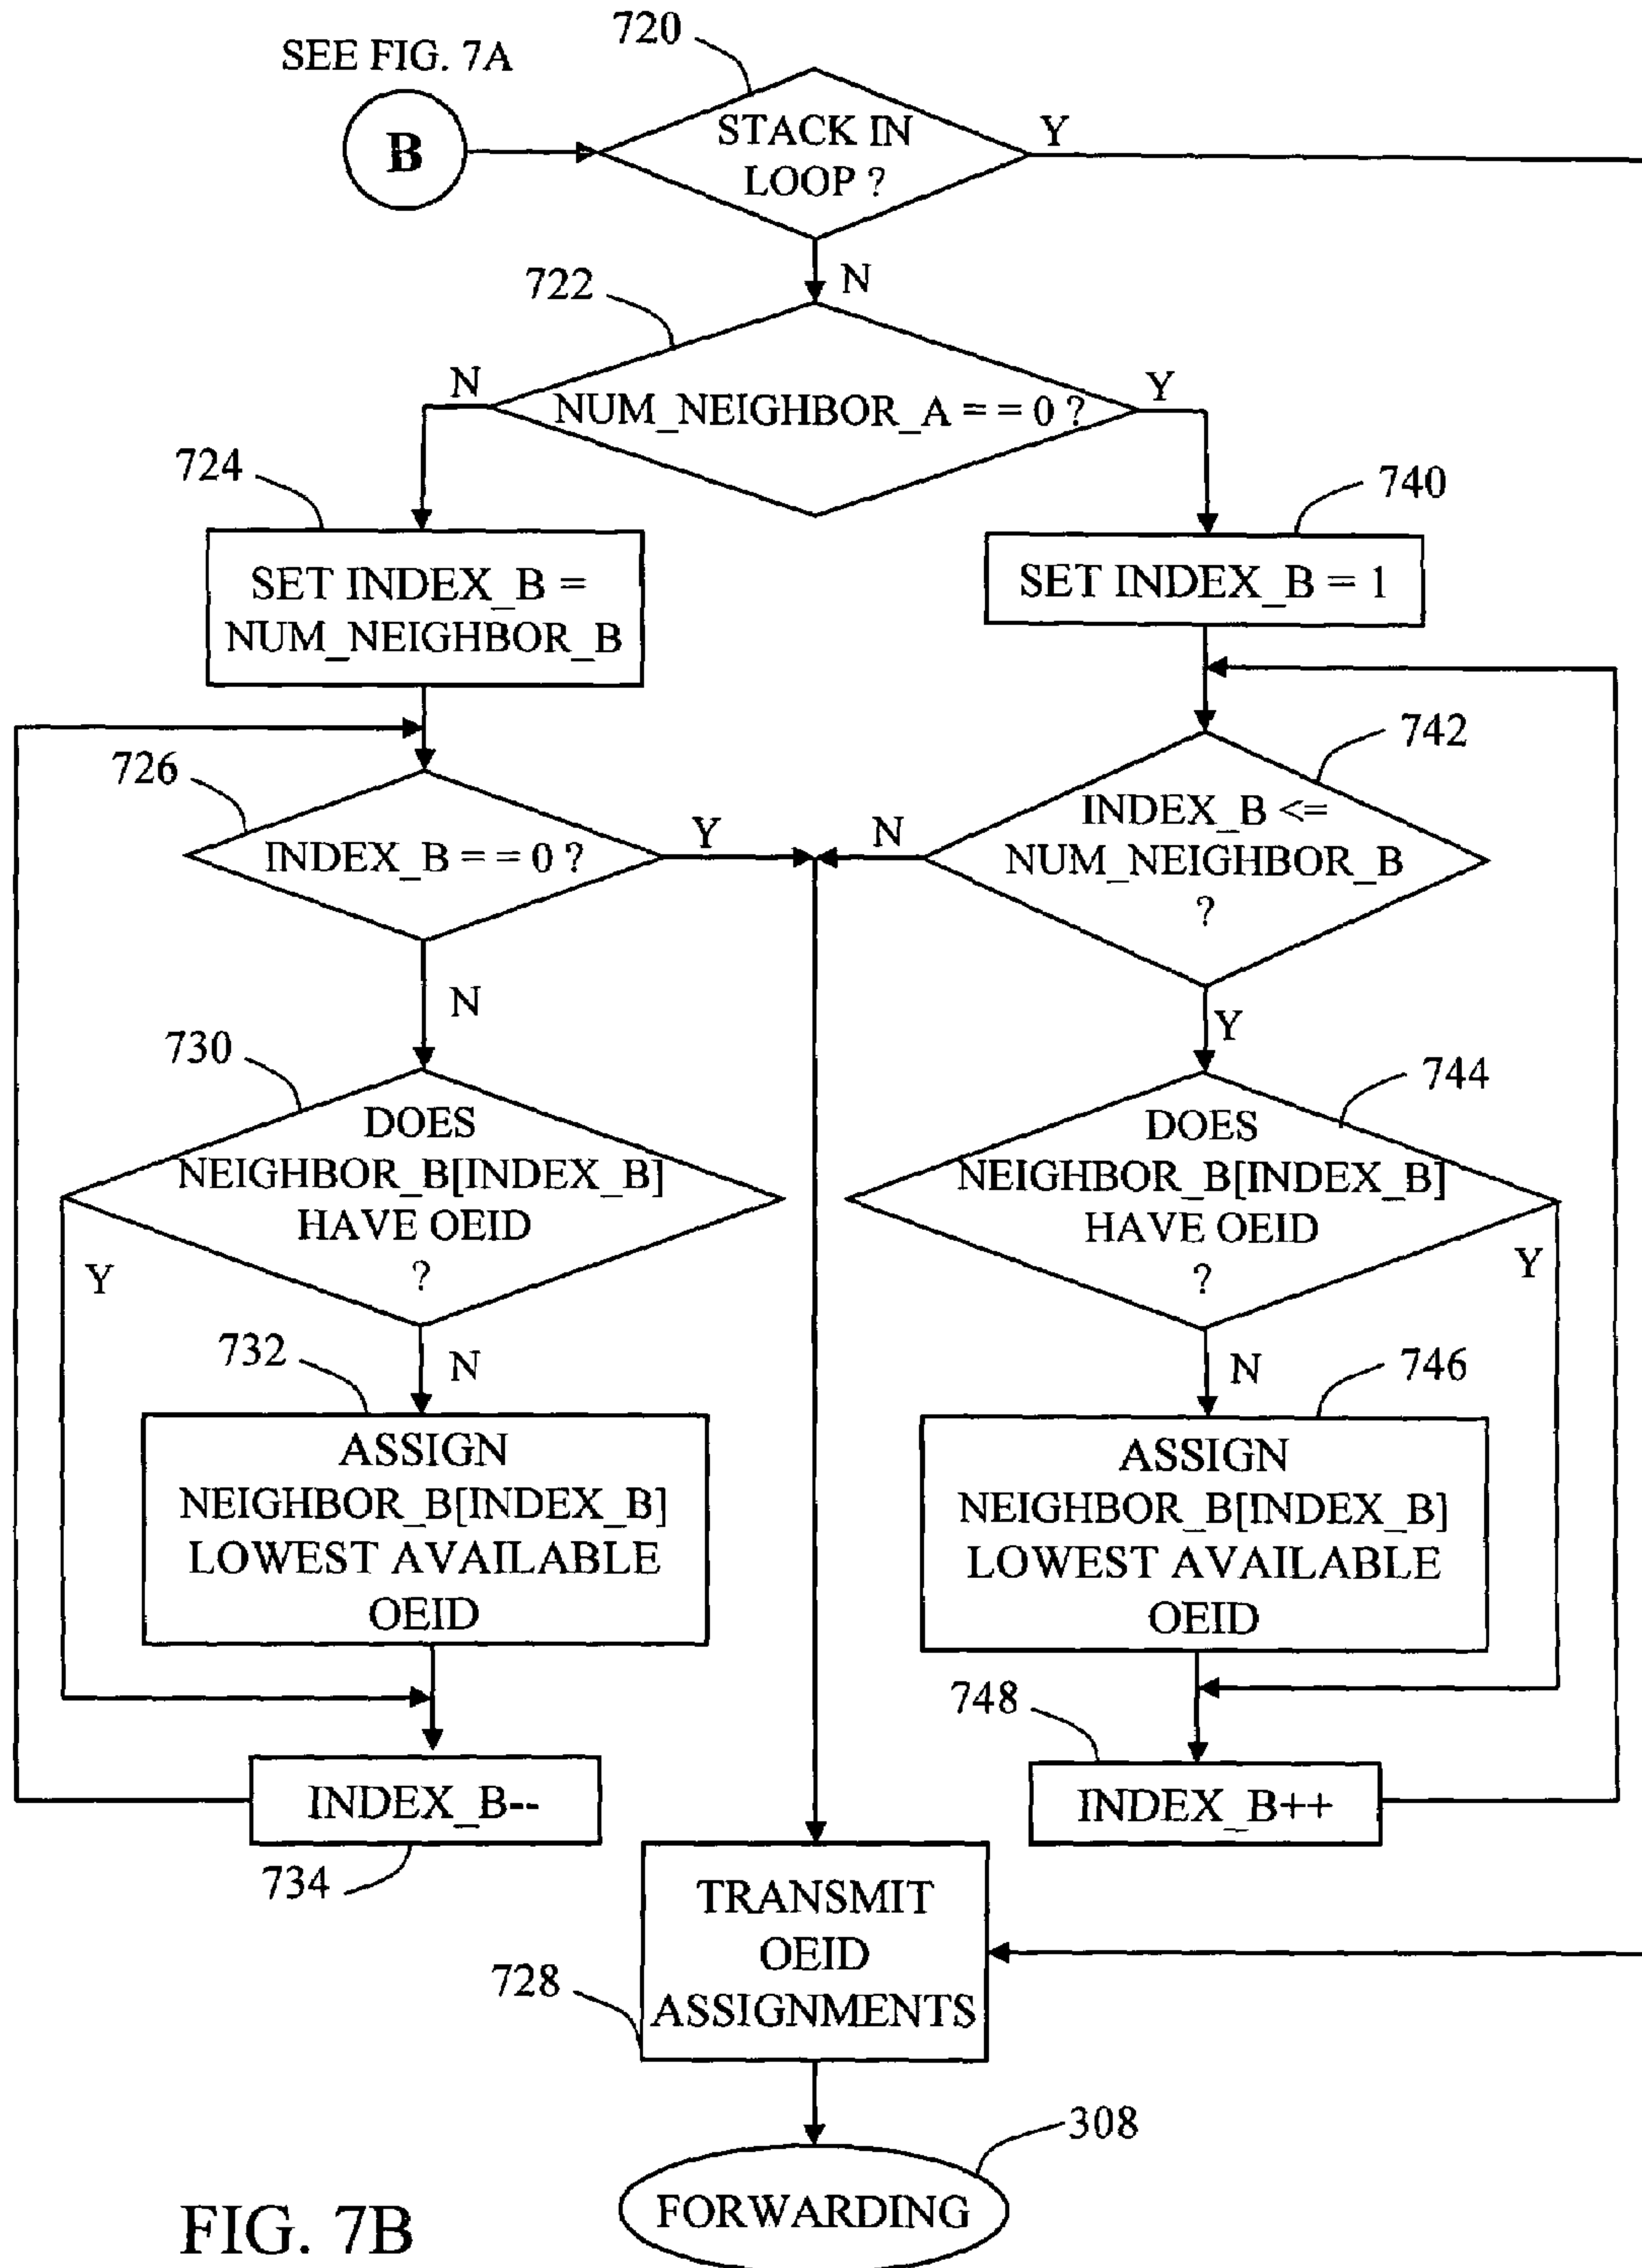 720
SEE FIG. 7A
B
STACK IN
LOOP ?
Y
N
722
NUM_NEIGHBOR_A = = 0 ?
N
Y
724
740
SET INDEX_B =
NUM_NEIGHBOR_B
SET INDEX_B = 1
726
742
INDEX_B = = 0 ?
Y
N
INDEX_B <=
NUM_NEIGHBOR_B
?
N
Y
730
744
DOES
NEIGHBOR_B[INDEX_B]
HAVE OEID
?
DOES
NEIGHBOR_B[INDEX_B]
HAVE OEID
?
Y
Y
732
N
N
746
ASSIGN
NEIGHBOR_B[INDEX_B]
LOWEST AVAILABLE
OEID
ASSIGN
NEIGHBOR_B[INDEX_B]
LOWEST AVAILABLE
OEID
748
INDEX_B--
INDEX_B++
734
TRANSMIT
OEID
ASSIGNMENTS
728
308
FORWARDING
FIG. 7B